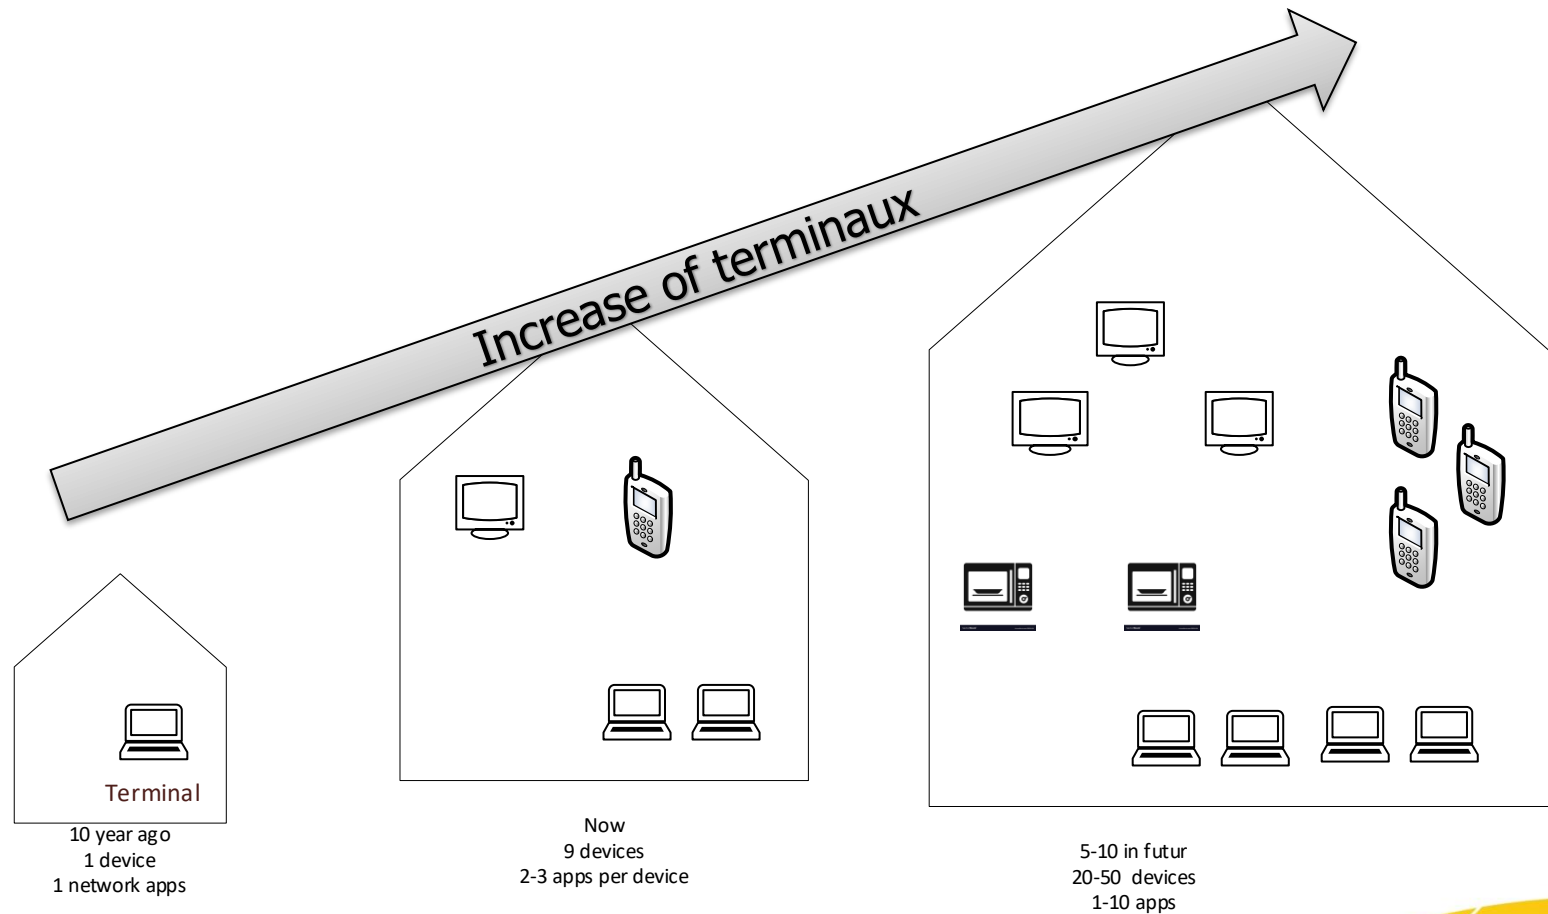 Increase of terminaux
Terminal
10 year ago
1 device
1 network apps
Now
9 devices
2-3 apps per device
5-10 in futur
20-50 devices
1-10 apps